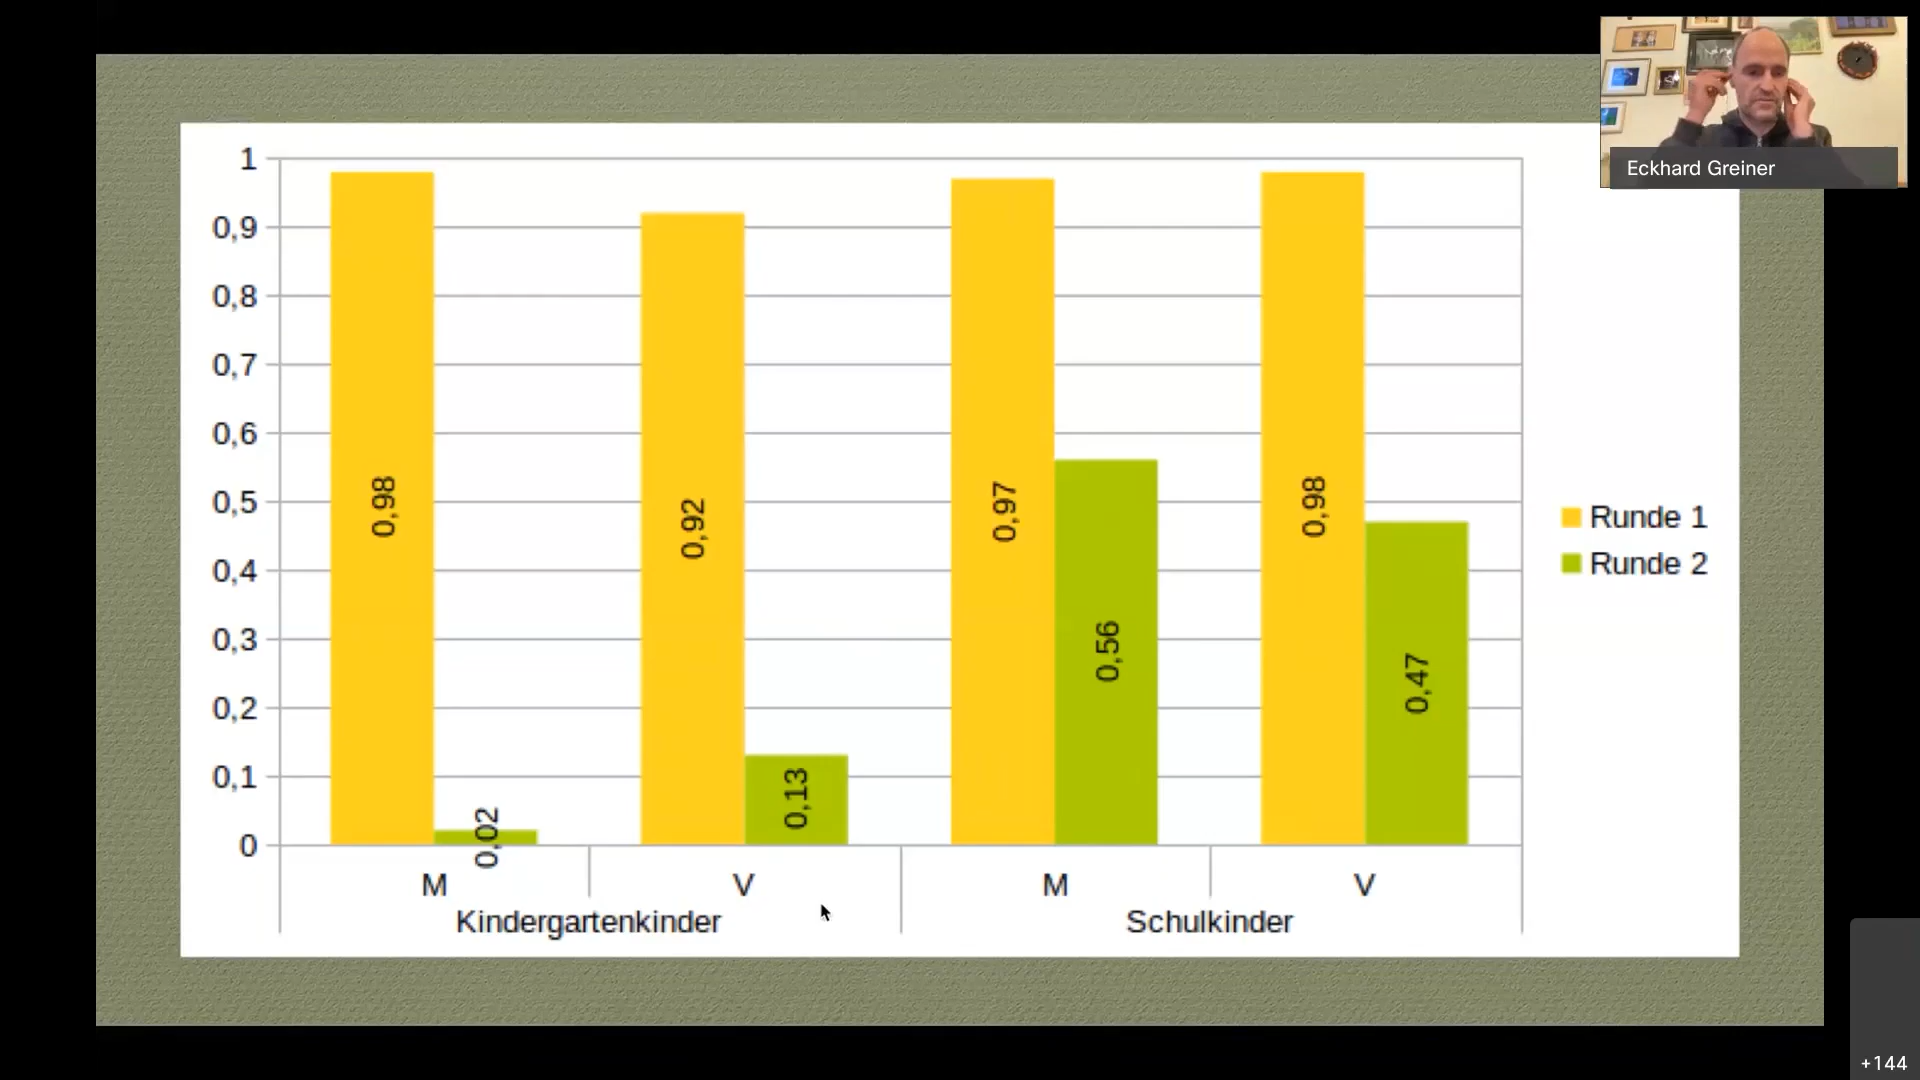 Eckhard Greiner
1
0,9
0,8
0,7
0,6
0,5
0,4
0,3
0,2
0,1
0
0,98
0,02
0,92
0,13
0,97
0,56
0,98
0,47
M
V
M
V
Kindergartenkinder
Schulkinder
Runde 1
Runde 2
+144